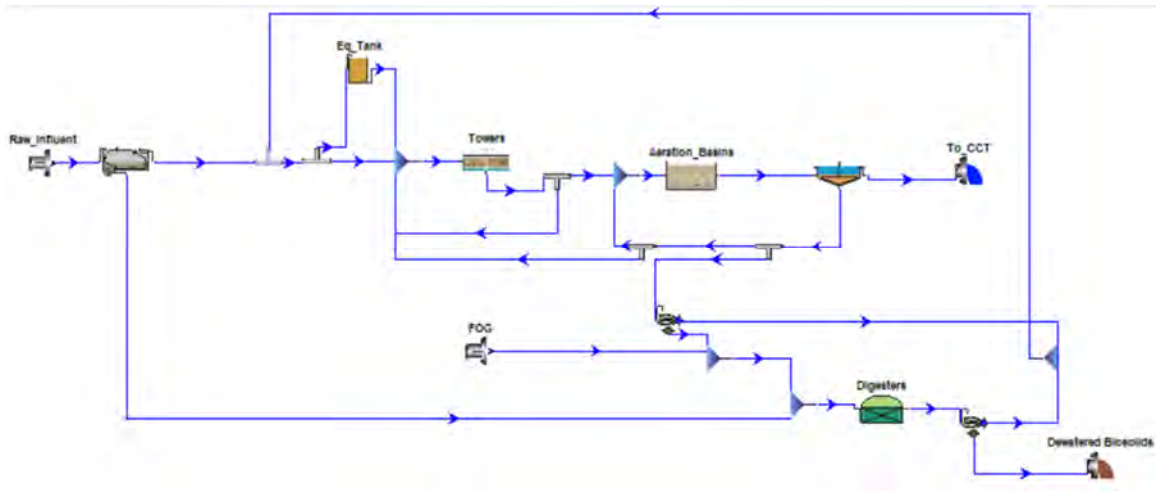 Eq_Tank
Raw_Influent
Towers
Aeration_Basins
To_CCT
FOG
Digesters
Dewatered Biosolids